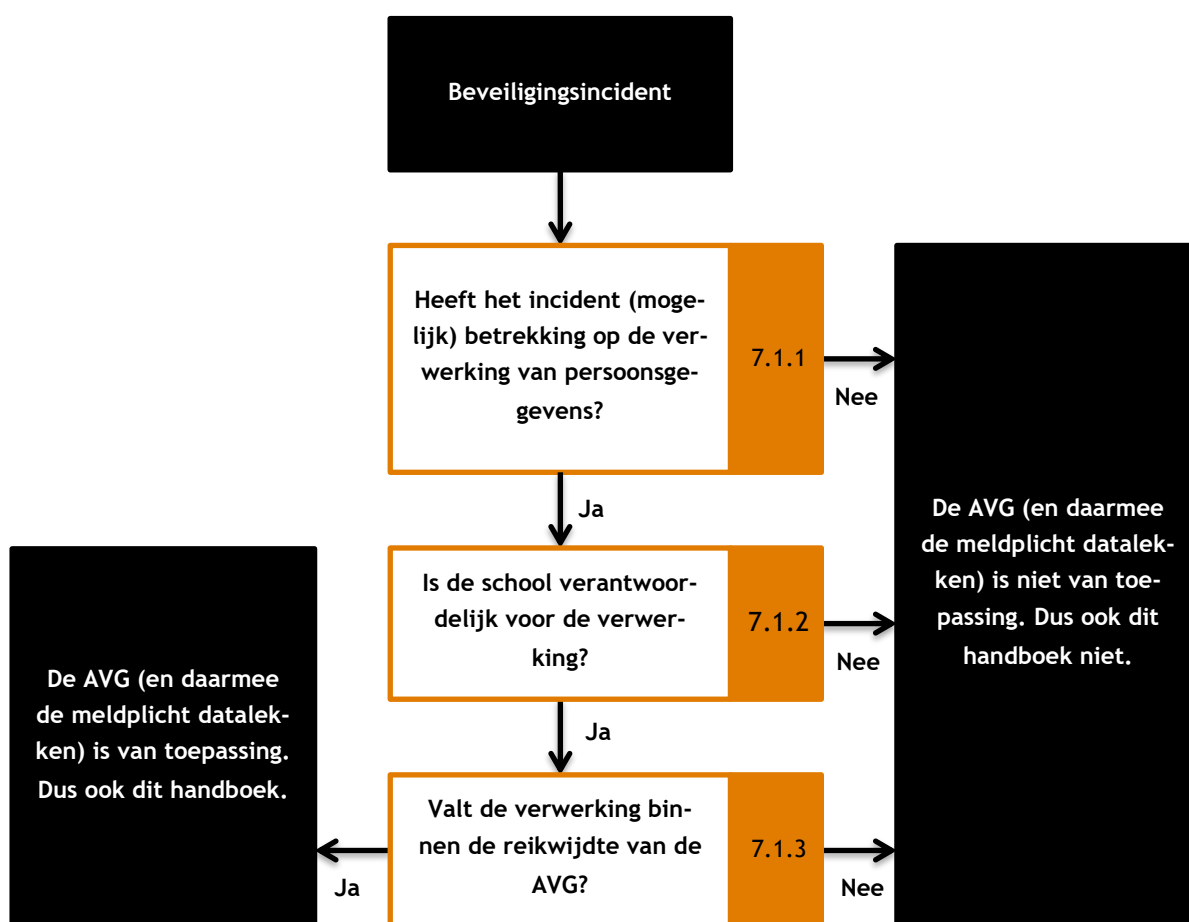 Beveiligingsincident
Heeft het incident (moge-
lijk) betrekking op de ver-
werking van persoonsge-
gevens?
7.1.1
Nee
Ja
Is de school verantwoor-
delijk voor de verwer-
king?
7.1.2
Nee
Ja
Valt de verwerking bin-
nen de reikwijdte van de
AVG?
7.1.3
Nee
Ja
De AVG (en daarmee
de meldplicht datalek-
ken) is van toepassing.
Dus ook dit handboek.
De AVG (en daarmee
de meldplicht datalek-
ken) is niet van toe-
passing. Dus ook dit
handboek niet.